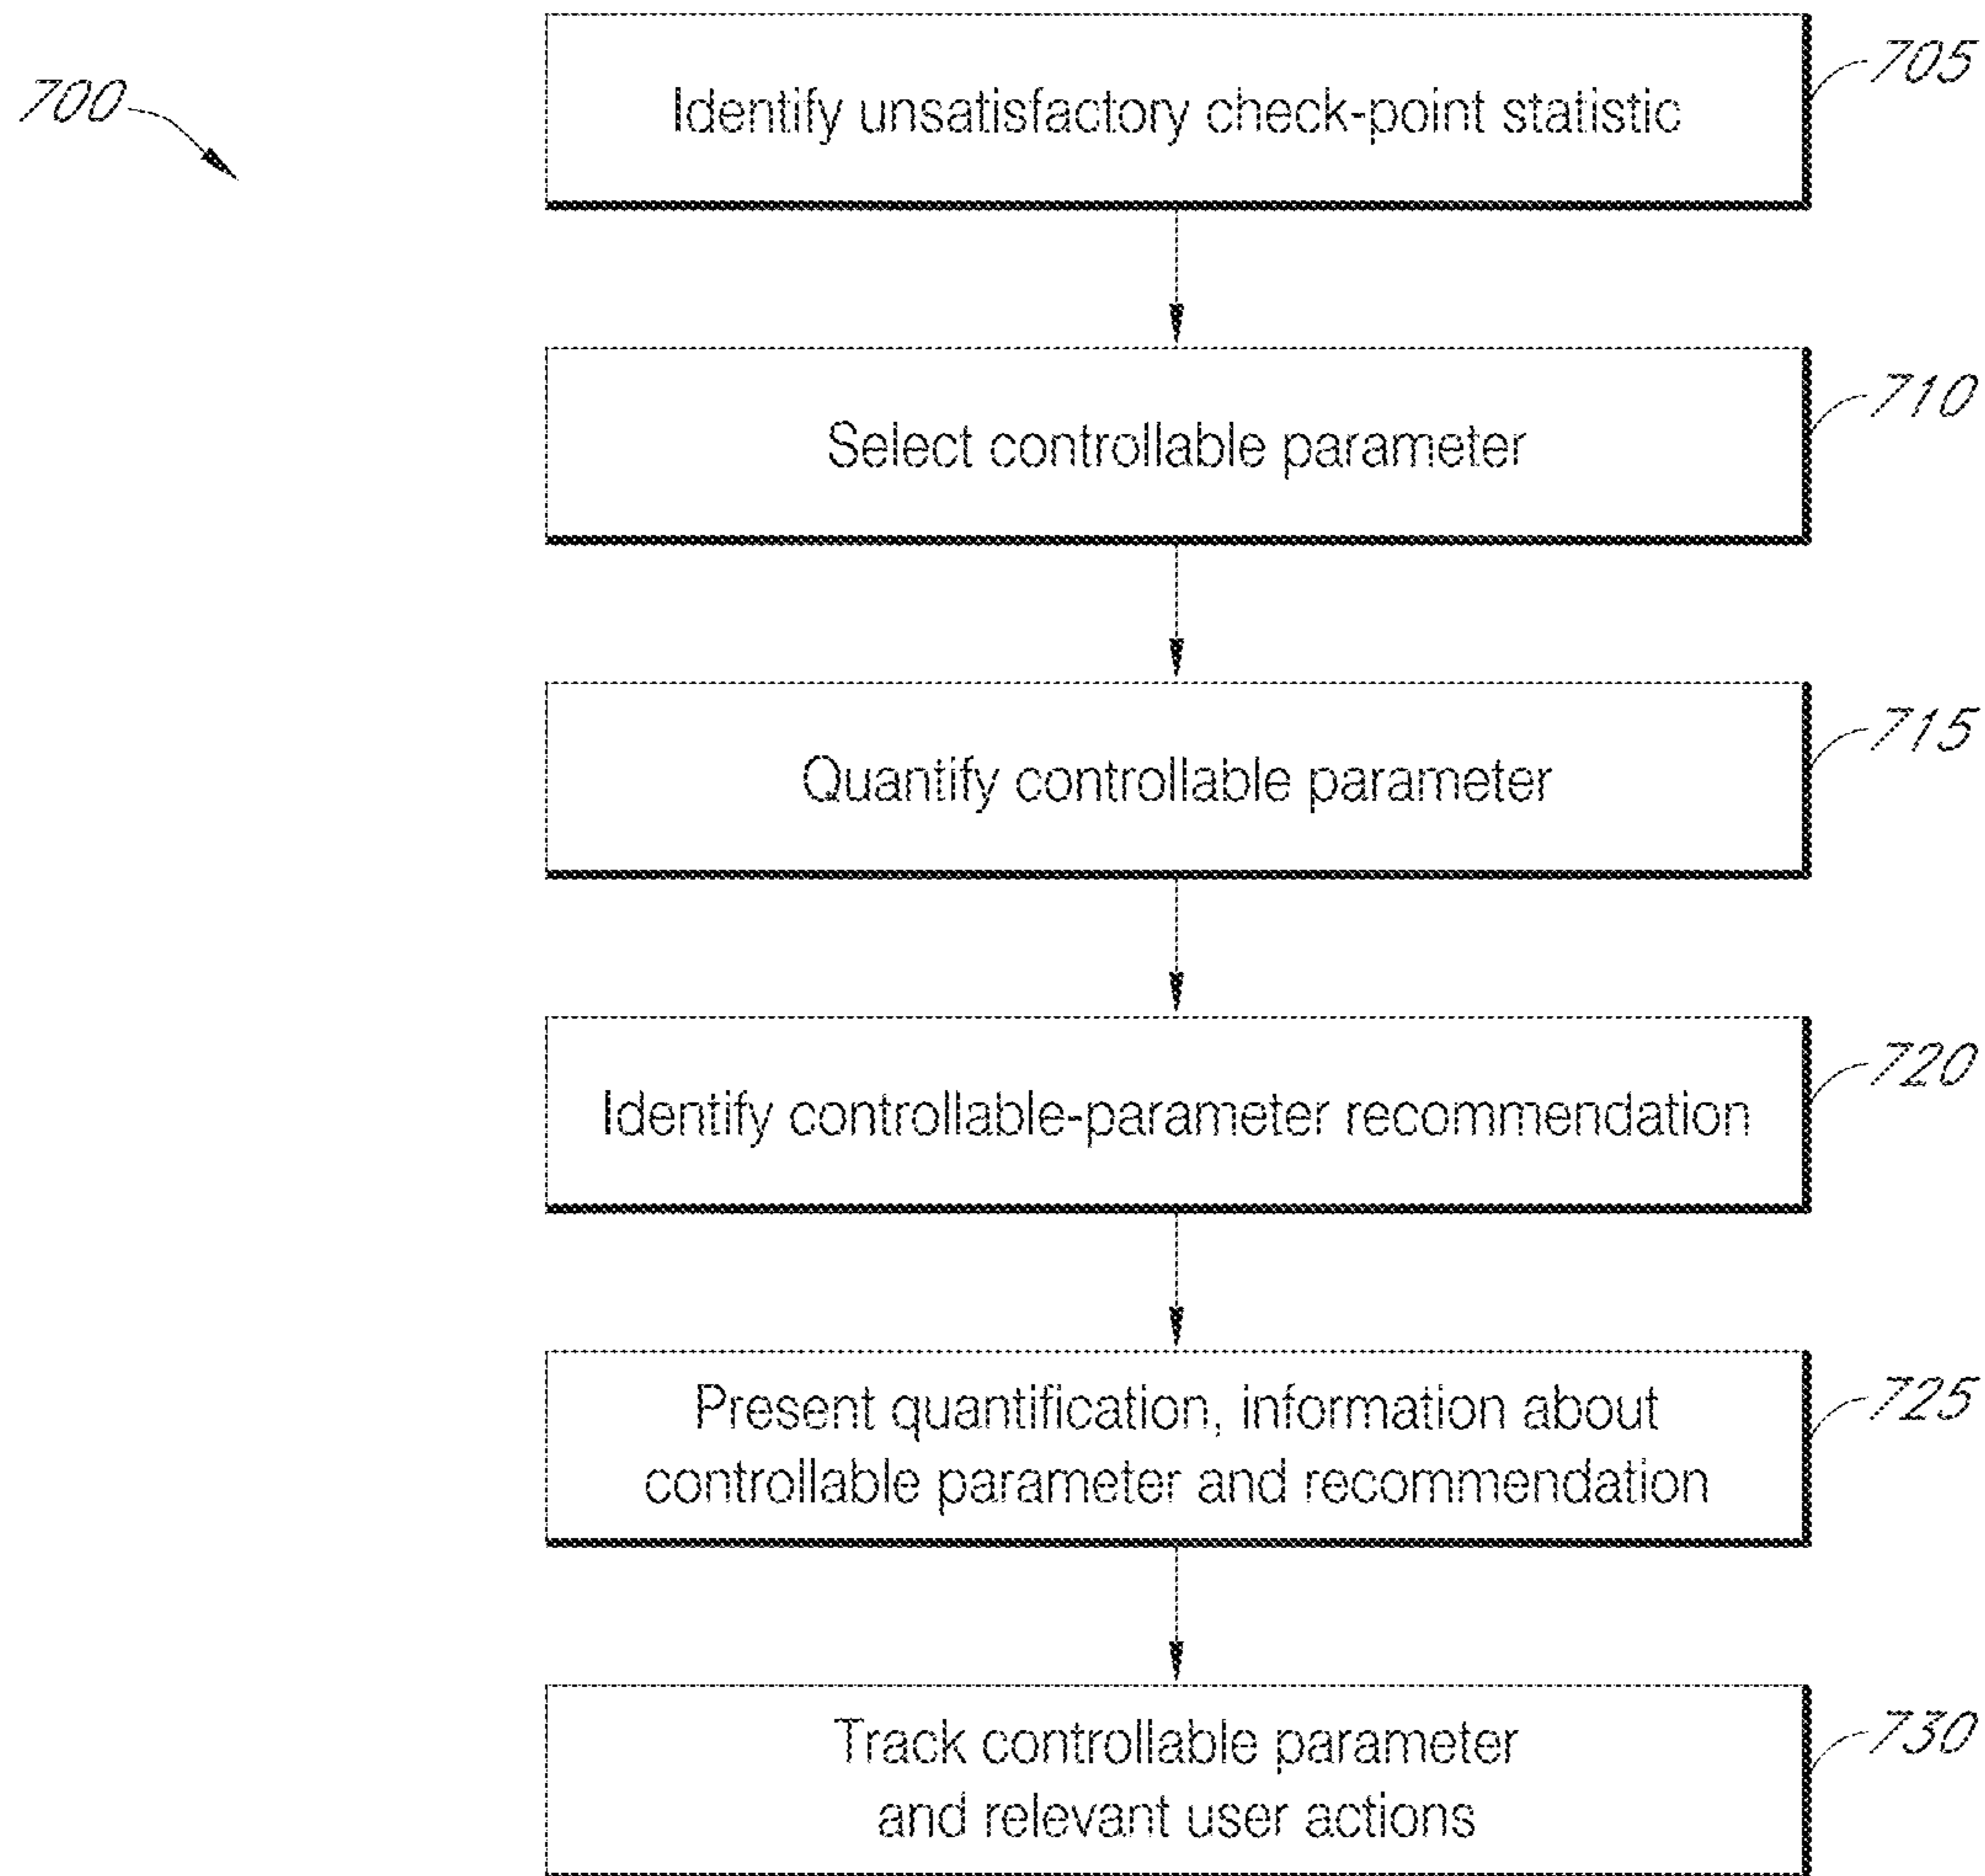 700
Identify unsatisfactory check-point statistic
705
Select controllable parameter
710
Quantify controllable parameter
715
Identify controllable-parameter recommendation
720
Present quantification, information about
controllable parameter and recommendation
725
Track controllable parameter
and relevant user actions
730